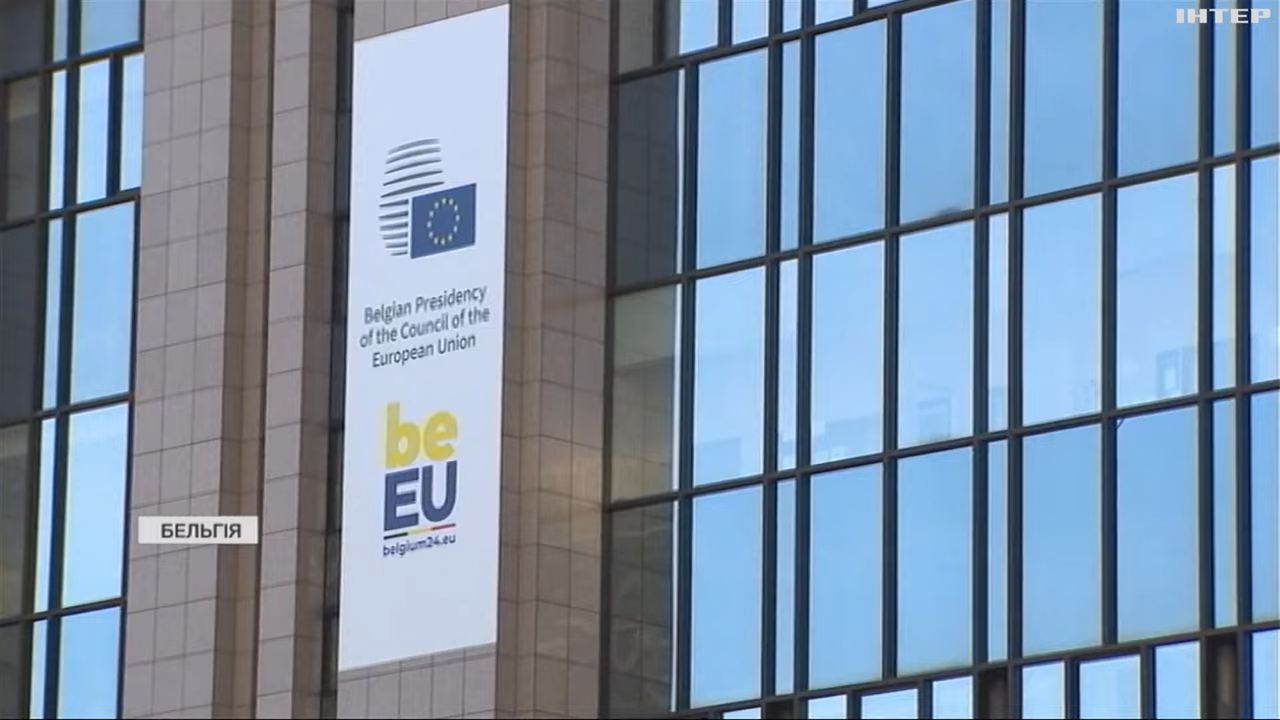 ІНТЕР
Belgian Presidency
of the Council of the
European Union
be
EU
belgium24.eu
БЕЛЬГІЯ